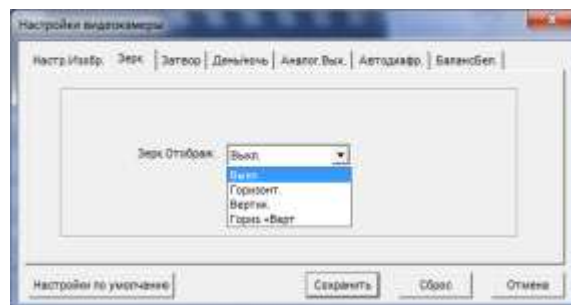 Настройки видеокамеры
Настр.Изобр. Зерк. Затвор День/ночь Аналог.Вых. Автодиафр. БалансБел.
Зерк.Отображ. Выкл.
Выкл.
Горизонт.
Вертик.
Гориз.+Верт
Настройки по умолчанию Сохранить Сброс Отмена